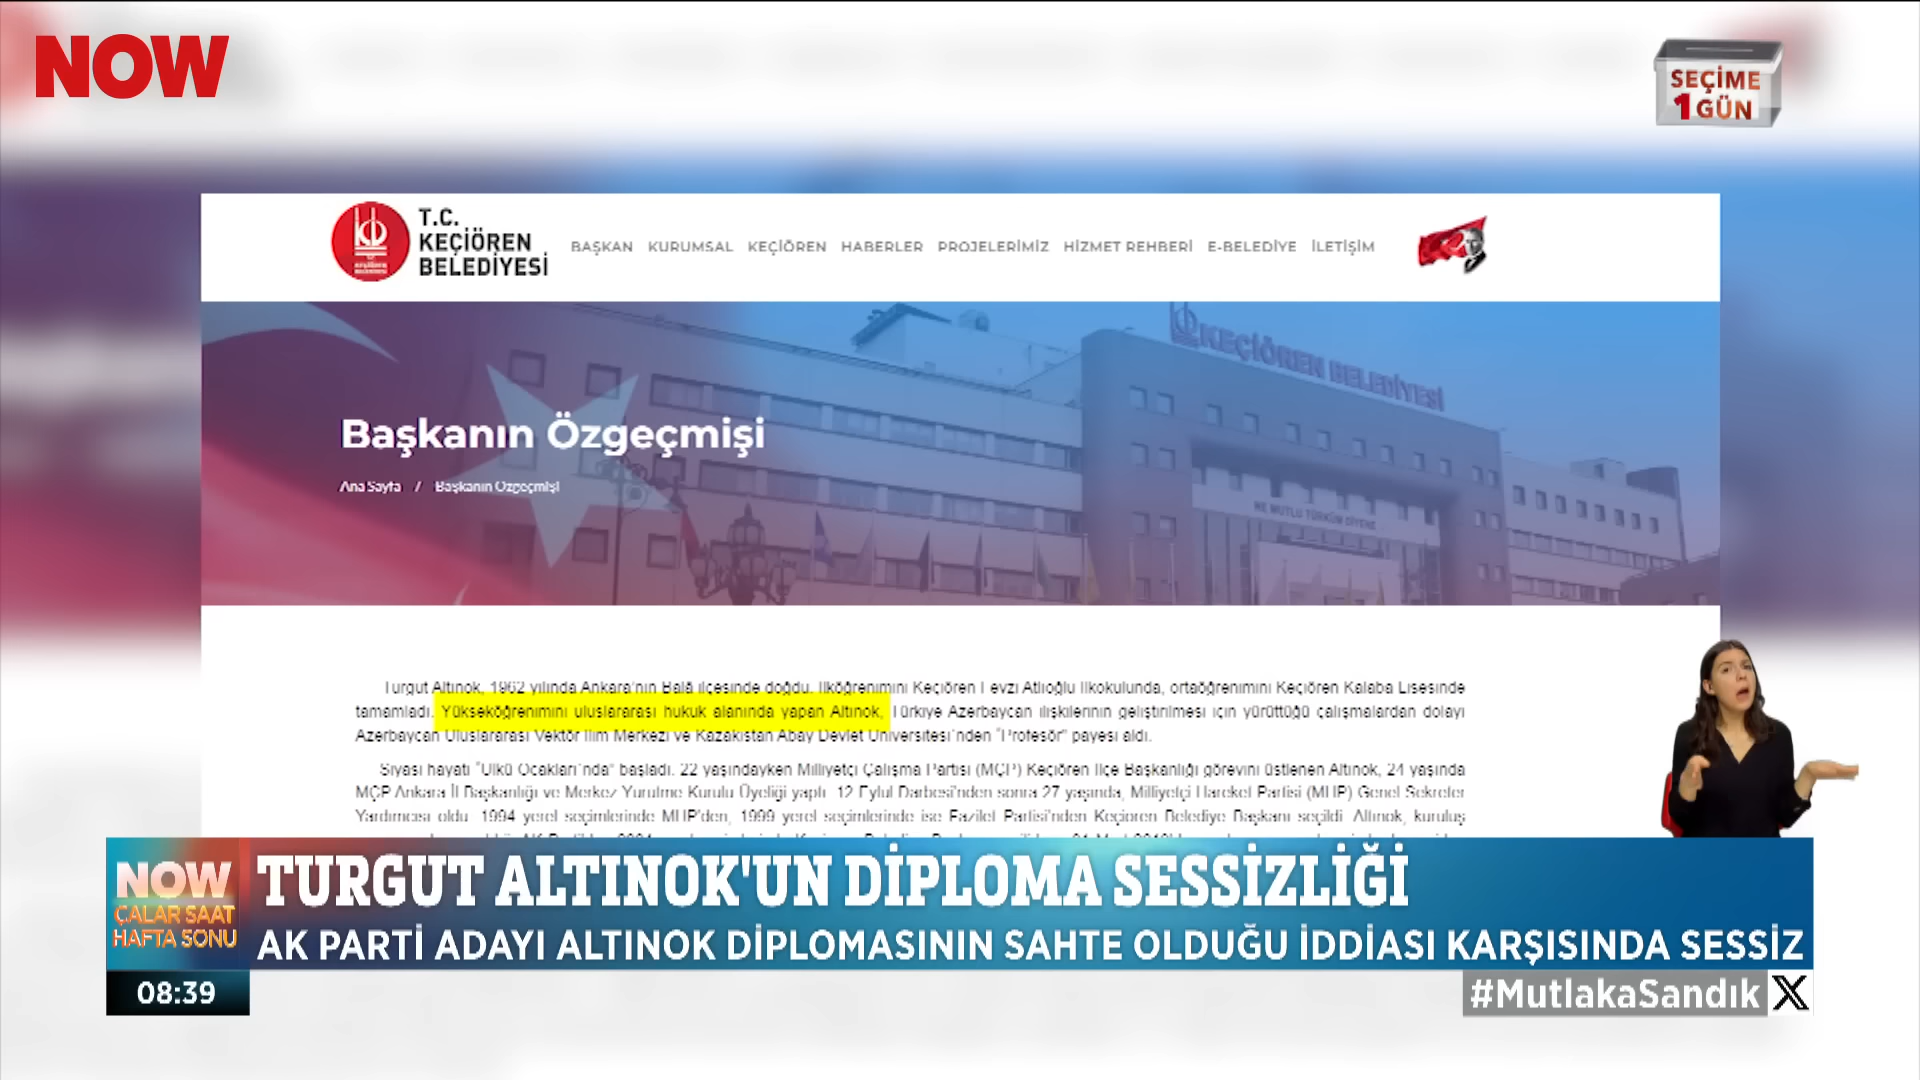 NOW
SEÇİME
1 GÜN
T.C.
KEÇİÖREN
BELEDİYESİ
BAŞKAN KURUMSAL KEÇİÖREN HABERLER PROJELERİMİZ HİZMET REHBERİ E-BELEDİYE İLETİŞİM
KEÇİÖREN BELEDİYESİ
NE MUTLU TÜRKÜM DİYENE
Başkanın Özgeçmişi
Ana Sayfa / Başkanın Özgeçmişi
Turgut Altınok, 1962 yılında Ankara'nın Balâ ilçesinde doğdu. İlköğrenimini Keçiören Fevzi Atlıoğlu İlkokulunda, ortaöğrenimini Keçiören Kalaba Lisesinde
tamamladı. Yükseköğrenimini uluslararası hukuk alanında yapan Altınok, Türkiye Azerbaycan ilişkilerinin geliştirilmesi için yürüttüğü çalışmalardan dolayı
Azerbaycan Uluslararası Vektör İlim Merkezi ve Kazakistan Abay Devlet Üniversitesi'nden "Profesör" payesi aldı.
Siyasi hayatı "Ülkü Ocakları'nda" başladı. 22 yaşındayken Milliyetçi Çalışma Partisi (MÇP) Keçiören İlçe Başkanlığı görevini üstlenen Altınok, 24 yaşında
MÇP Ankara İl Başkanlığı ve Merkez Yürütme Kurulu Üyeliği yaptı. 12 Eylül Darbesi'nden sonra 27 yaşında, Milliyetçi Hareket Partisi (MHP) Genel Sekreter
Yardımcısı oldu. 1994 yerel seçimlerinde MHP'den, 1999 yerel seçimlerinde ise Fazilet Partisi'nden Keçiören Belediye Başkanı seçildi. Altınok, kuruluş
NOW
ÇALAR SAAT
HAFTA SONU
TURGUT ALTINOK'UN DİPLOMA SESSİZLİĞİ
AK PARTİ ADAYI ALTINOK DİPLOMASININ SAHTE OLDUĞU İDDİASI KARŞISINDA SESSİZ
08:39
#MutlakaSandık X